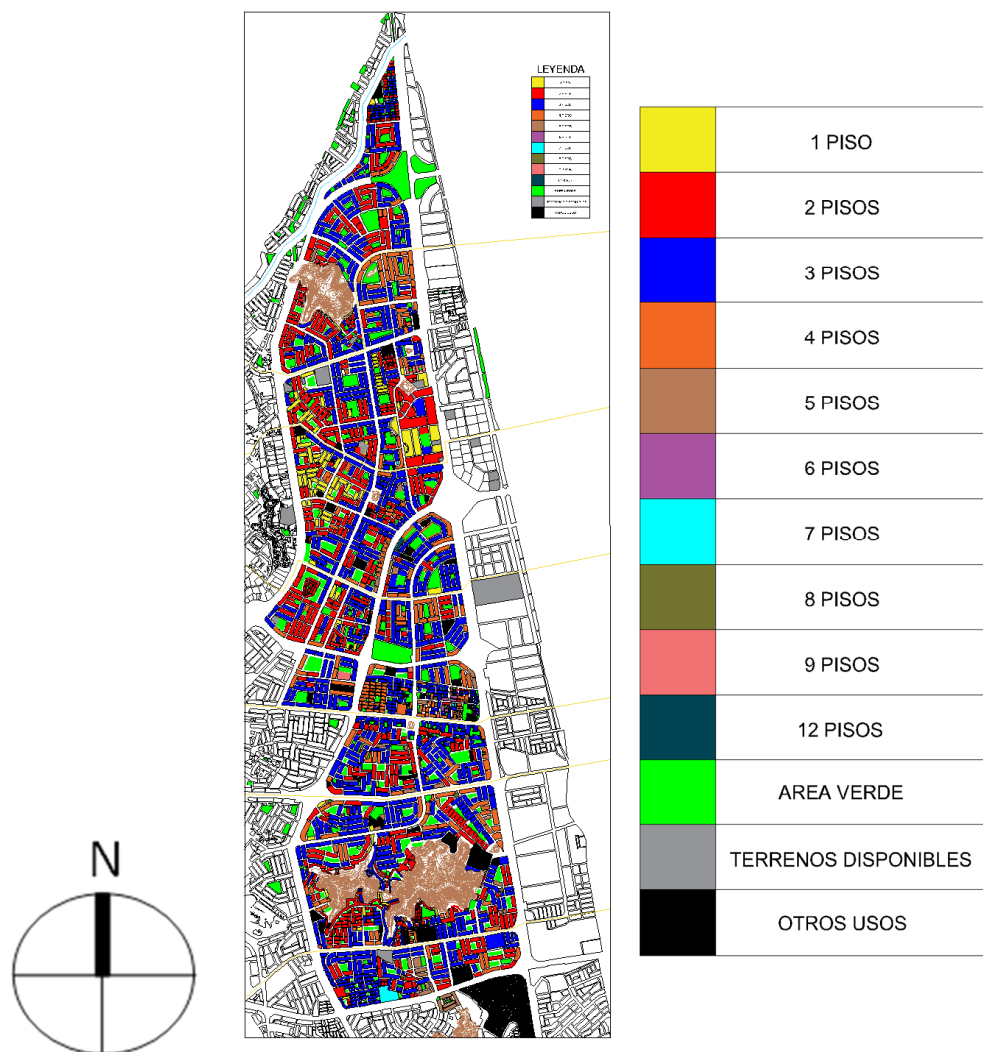 LEYENDA
1 PISO
2 PISOS
3 PISOS
4 PISOS
5 PISOS
6 PISOS
7 PISOS
8 PISOS
9 PISOS
12 PISOS
AREA VERDE
TERRENOS DISPONIBLES
OTROS USOS
N